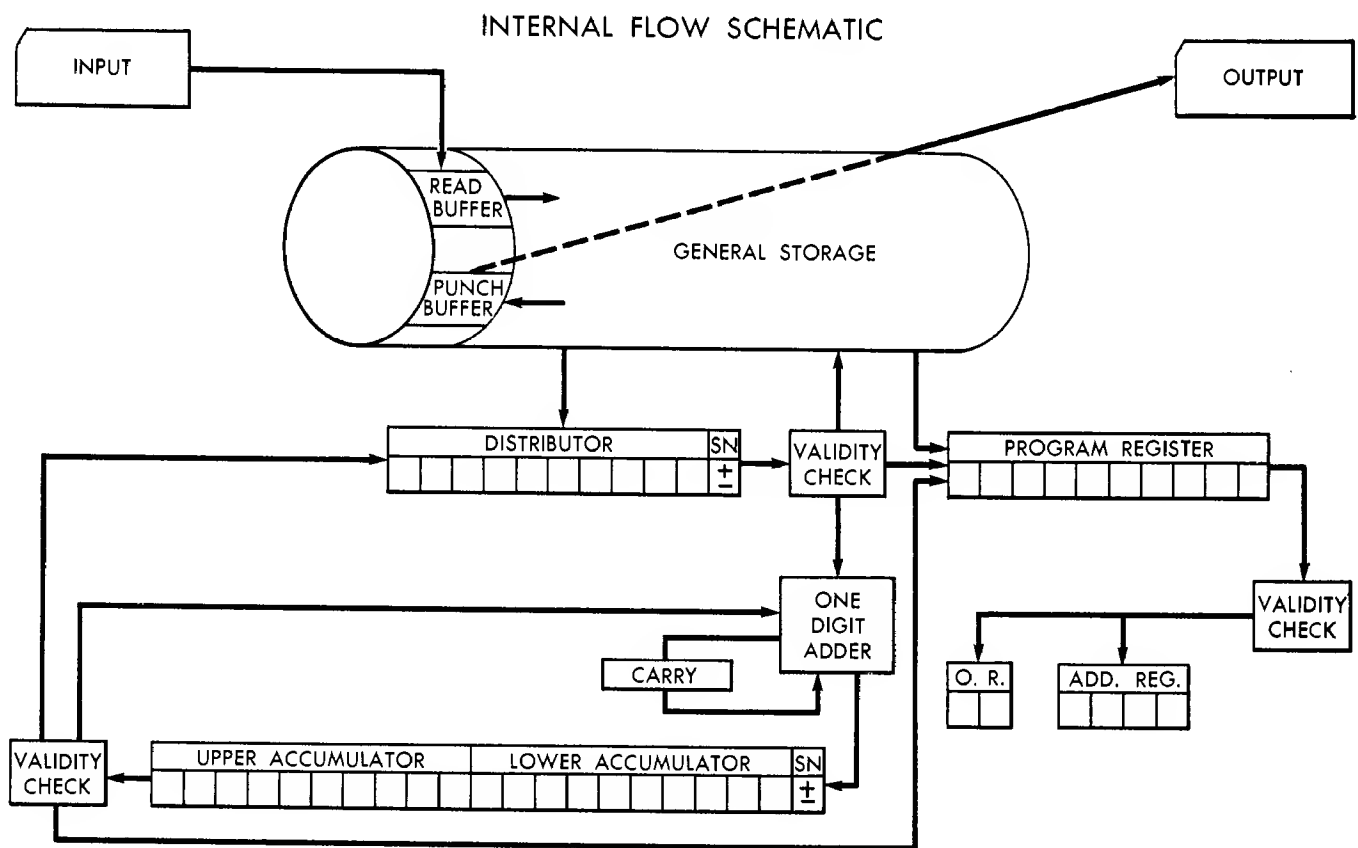 INTERNAL FLOW SCHEMATIC
INPUT
OUTPUT
READ
BUFFER
GENERAL STORAGE
PUNCH
BUFFER
DISTRIBUTOR
SN
±
VALIDITY
CHECK
PROGRAM REGISTER
ONE
DIGIT
ADDER
VALIDITY
CHECK
CARRY
O. R.
ADD. REG.
VALIDITY
CHECK
UPPER ACCUMULATOR
LOWER ACCUMULATOR
SN
±